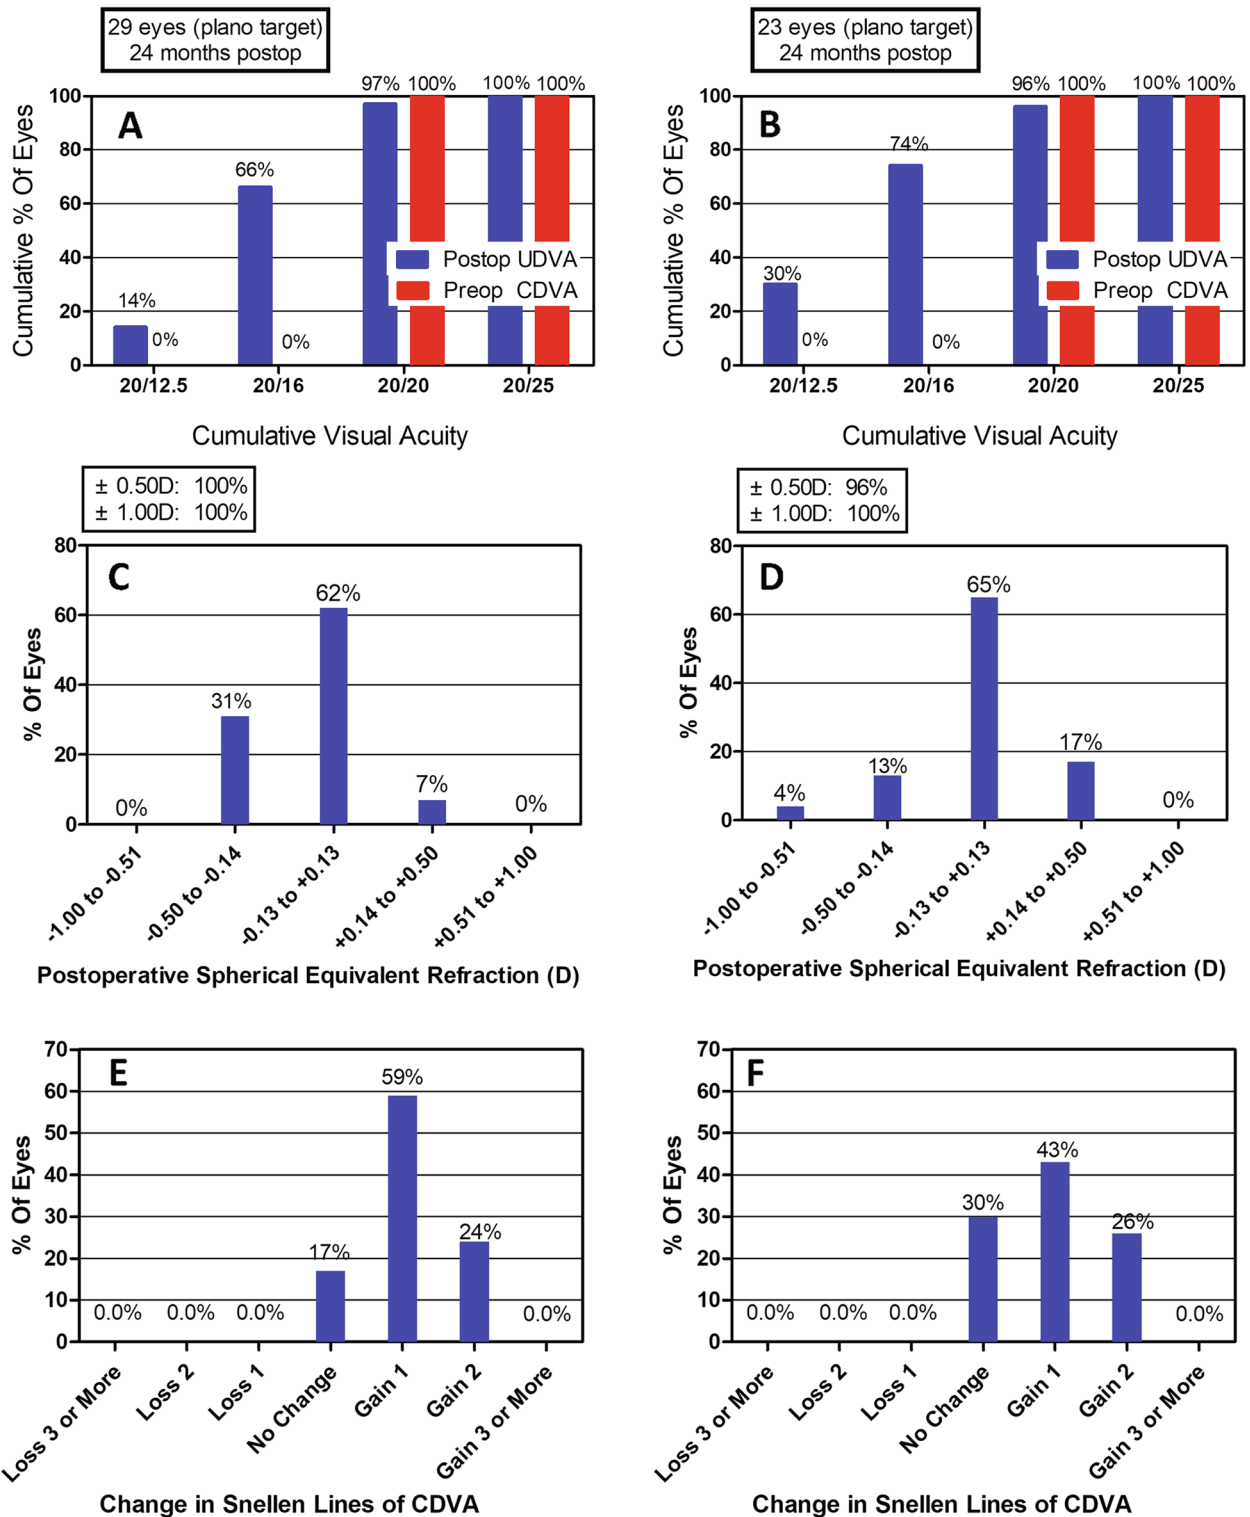 29 eyes (plano target)
24 months postop
97% 100% 100% 100%
100
A
80
66%
60
40
Postop UDVA
Preop CDVA
20
14%
0% 0%
0
20/12.5 20/16 20/20 20/25
Cumulative % Of Eyes
Cumulative Visual Acuity
23 eyes (plano target)
24 months postop
96% 100% 100% 100%
100
B
80
74%
60
40
Postop UDVA
Preop CDVA
30%
20
0% 0%
0
20/12.5 20/16 20/20 20/25
Cumulative % Of Eyes
Cumulative Visual Acuity
± 0.50D: 100%
± 1.00D: 100%
80
C
62%
60
40
31%
20
7%
0% 0%
0
% Of Eyes
-1.00 to -0.51
-0.50 to -0.14
-0.13 to +0.13
+0.14 to +0.50
+0.51 to +1.00
Postoperative Spherical Equivalent Refraction (D)
± 0.50D: 96%
± 1.00D: 100%
80
D
65%
60
40
20
17%
13%
4% 0%
0
% Of Eyes
-1.00 to -0.51
-0.50 to -0.14
-0.13 to +0.13
+0.14 to +0.50
+0.51 to +1.00
Postoperative Spherical Equivalent Refraction (D)
70
E
60
59%
50
40
30
24%
20
17%
10
0.0% 0.0% 0.0% 0.0%
0
% Of Eyes
Loss 3 or More
Loss 2
Loss 1
No Change
Gain 1
Gain 2
Gain 3 or More
Change in Snellen Lines of CDVA
70
F
60
50
43%
40
30%
30
26%
20
10
0.0% 0.0% 0.0% 0.0%
0
% Of Eyes
Loss 3 or More
Loss 2
Loss 1
No Change
Gain 1
Gain 2
Gain 3 or More
Change in Snellen Lines of CDVA